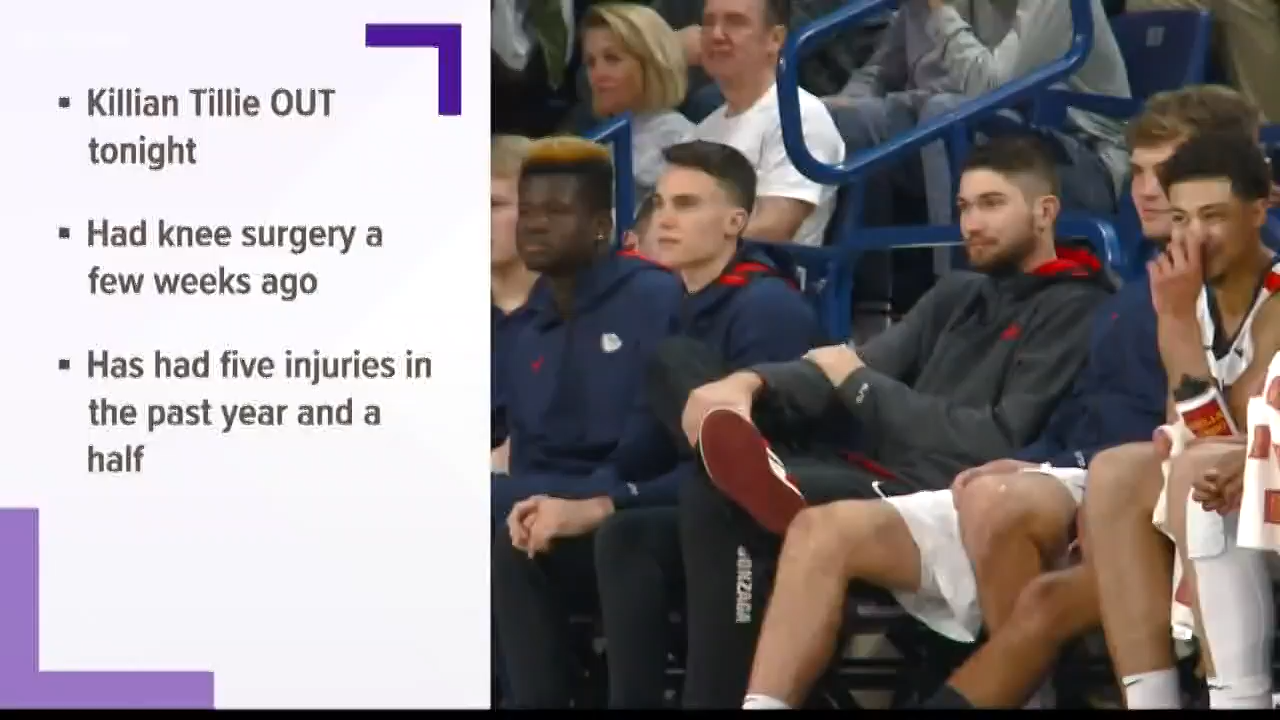 ▪ Killian Tillie OUT
tonight
▪ Had knee surgery a
few weeks ago
▪ Has had five injuries in
the past year and a
half
GONZAGA